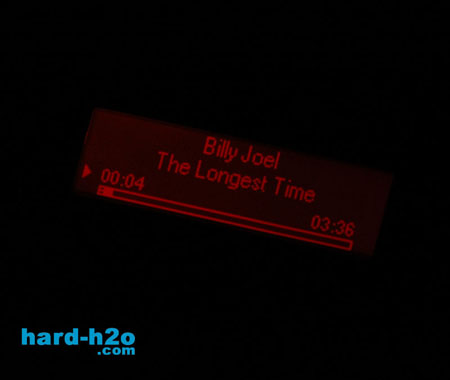 Billy Joel
The Longest Time
00:04
03:36
hard-h2o
.com